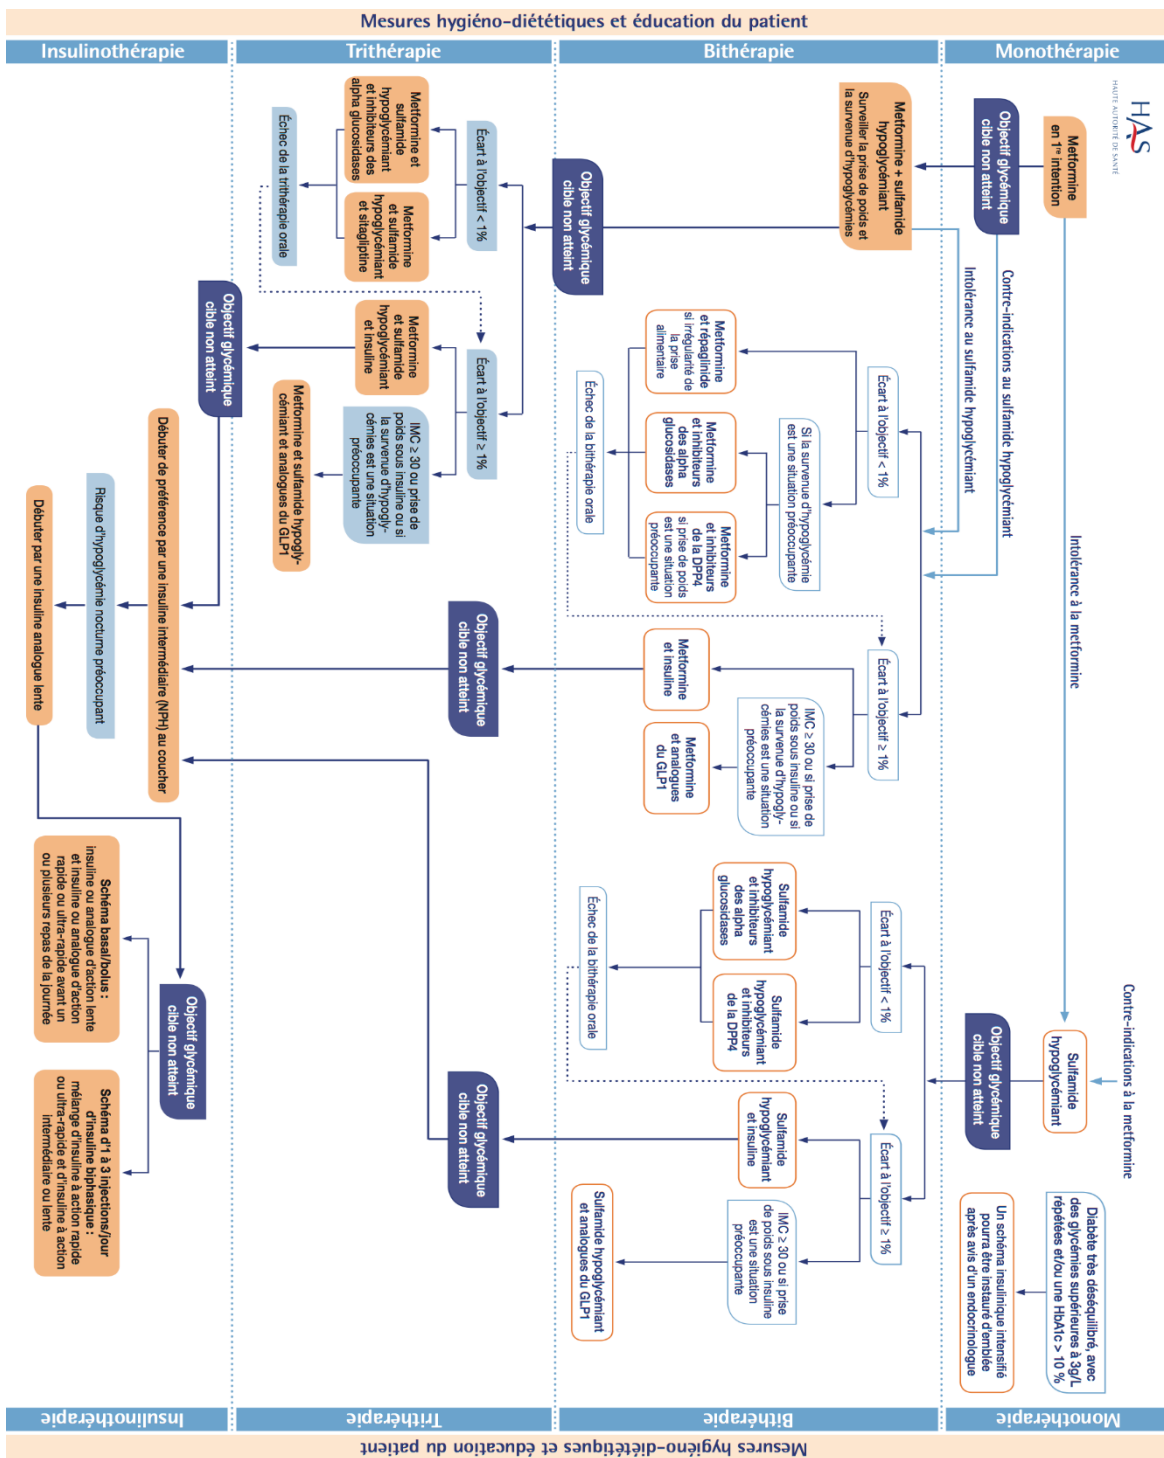 Mesures hygiéno-diététiques et éducation du patient
Insulinothérapie
Trithérapie
Bithérapie
Monothérapie
HAS
HAUTE AUTORITÉ DE SANTÉ
Metformine
en 1re intention
Objectif glycémique
cible non atteint
Contre-indications au sulfamide hypoglycémiant
Intolérance au sulfamide hypoglycémiant
Intolérance à la metformine
Contre-indications à la metformine
Sulfamide
hypoglycémiant
Objectif glycémique
cible non atteint
Diabète très déséquilibré, avec
des glycémies supérieures à 3g/L
répétées et/ou une HbA1c > 10 %
Un schéma insulinique intensifié
pourra être instauré d'emblée
après avis d'un endocrinologue
Metformine + sulfamide
hypoglycémiant
Surveiller la prise de poids et
la survenue d'hypoglycémies
Écart à l'objectif < 1%
Si la survenue d'hypoglycémie
est une situation préoccupante
Metformine
et répaglinide
si irrégularité de
la prise
alimentaire
Metformine
et inhibiteurs
des alpha
glucosidases
Metformine
et inhibiteurs
de la DPP4
si prise de poids
est une situation
préoccupante
Échec de la bithérapie orale
Écart à l'objectif ≥ 1%
IMC ≥ 30 ou si prise de
poids sous insuline ou si
la survenue d'hypogly-
cémies est une situation
préoccupante
Metformine
et insuline
Metformine
et analogues
du GLP1
Écart à l'objectif < 1%
Sulfamide
hypoglycémiant
et inhibiteurs
des alpha
glucosidases
Sulfamide
hypoglycémiant
et inhibiteurs
de la DPP4
Échec de la bithérapie orale
Écart à l'objectif ≥ 1%
IMC ≥ 30 ou si prise
de poids sous insuline
est une situation
préoccupante
Sulfamide
hypoglycémiant
et insuline
Sulfamide hypoglycémiant
et analogues du GLP1
Objectif glycémique
cible non atteint
Écart à l'objectif < 1%
Metformine et
sulfamide
hypoglycémiant
et inhibiteurs des
alpha glucosidases
Metformine
et sulfamide
hypoglycémiant
et sitagliptine
Échec de la trithérapie orale
Écart à l'objectif ≥ 1%
IMC ≥ 30 ou prise de
poids sous insuline ou si
la survenue d'hypogly-
cémies est une situation
préoccupante
Metformine
et sulfamide
hypoglycémiant
et insuline
Metformine et sulfamide hypogly-
cémiant et analogues du GLP1
Objectif glycémique
cible non atteint
Objectif glycémique
cible non atteint
Objectif glycémique
cible non atteint
Débuter de préférence par une insuline intermédiaire (NPH) au coucher
Risque d'hypoglycémie nocturne préoccupant
Débuter par une insuline analogue lente
Objectif glycémique
cible non atteint
Schéma basal/bolus :
insuline ou analogue d'action lente
et insuline ou analogue d'action
rapide ou ultra-rapide avant un
ou plusieurs repas de la journée
Schéma d'1 à 3 injections/jour
d'insuline biphasique :
mélange d'insuline à action rapide
ou ultra-rapide et d'insuline à action
intermédiaire ou lente
Insulinothérapie
Trithérapie
Bithérapie
Monothérapie
Mesures hygiéno-diététiques et éducation du patient